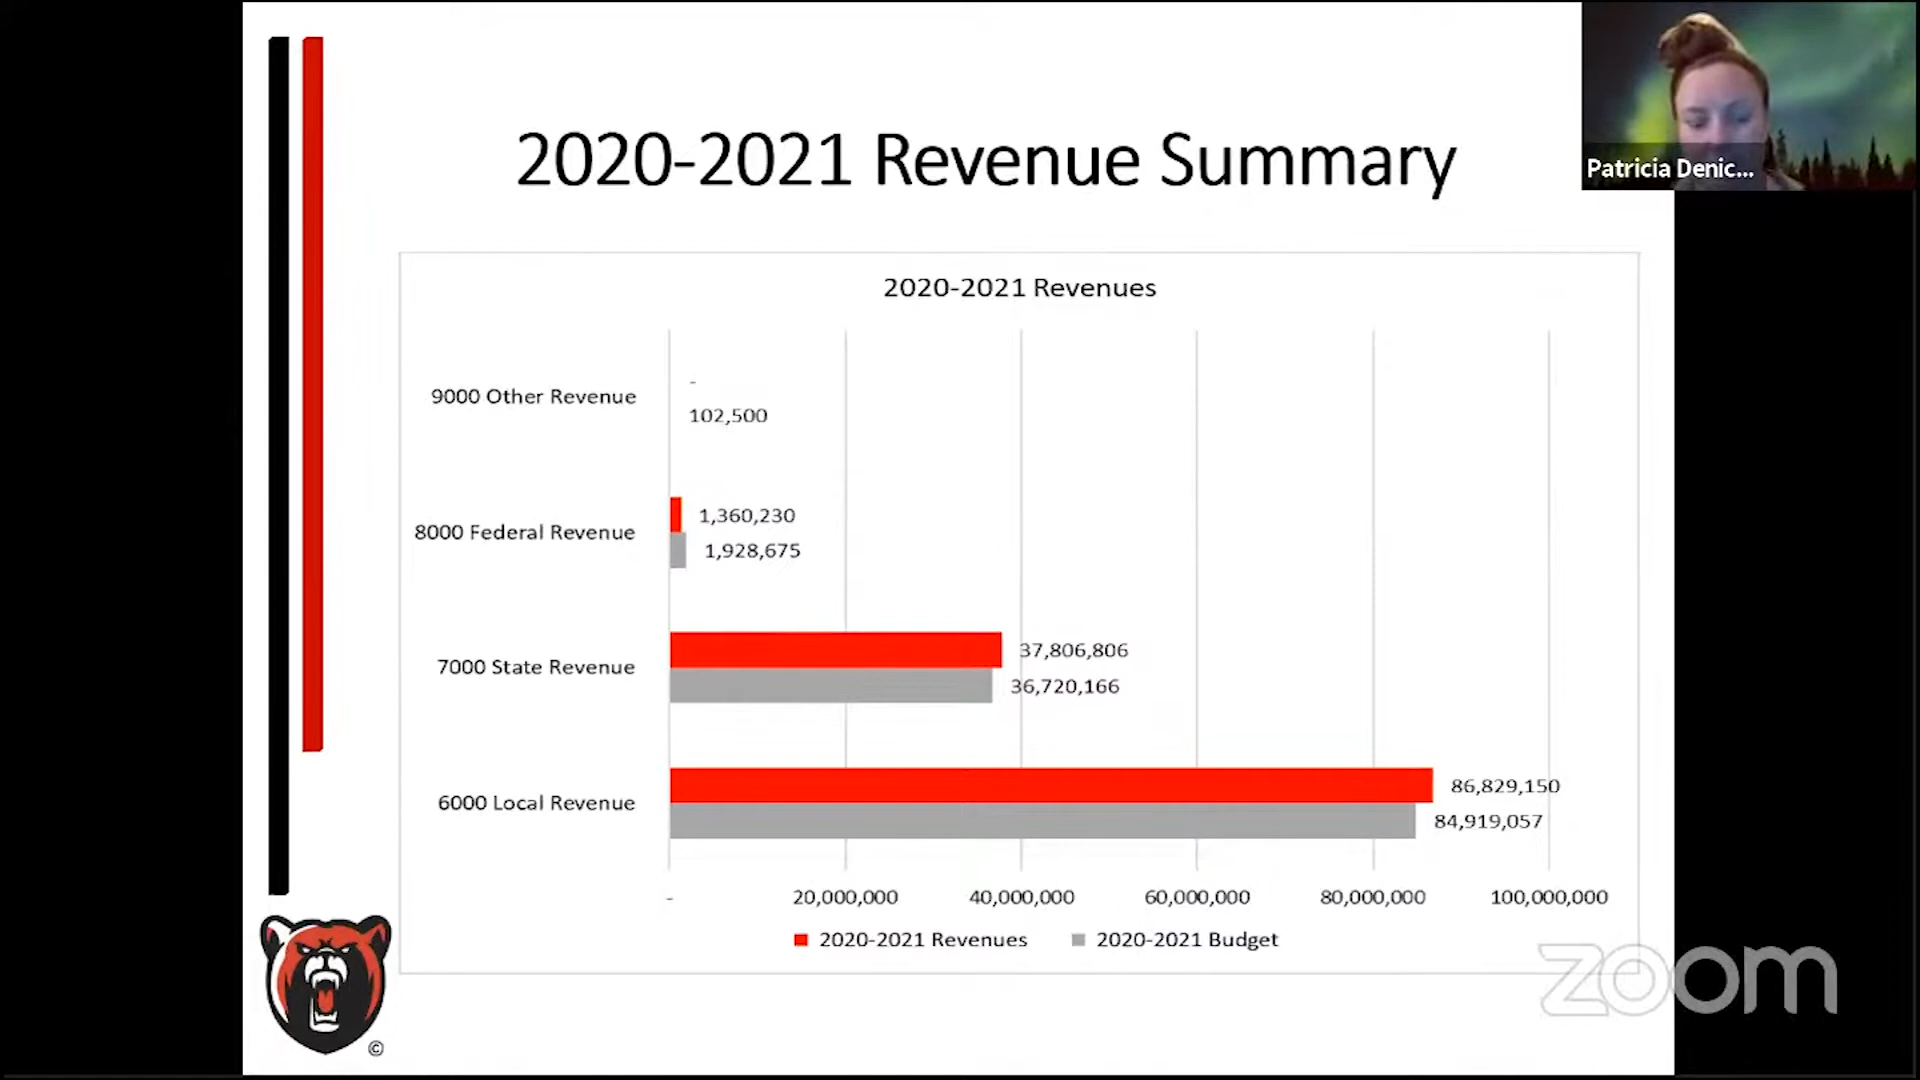 2020-2021 Revenue Summary
Patricia Denic...
2020-2021 Revenues
9000 Other Revenue
-
102,500
8000 Federal Revenue
1,360,230
1,928,675
7000 State Revenue
37,806,806
36,720,166
6000 Local Revenue
86,829,150
84,919,057
- 20,000,000 40,000,000 60,000,000 80,000,000 100,000,000
2020-2021 Revenues 2020-2021 Budget
zoom
©